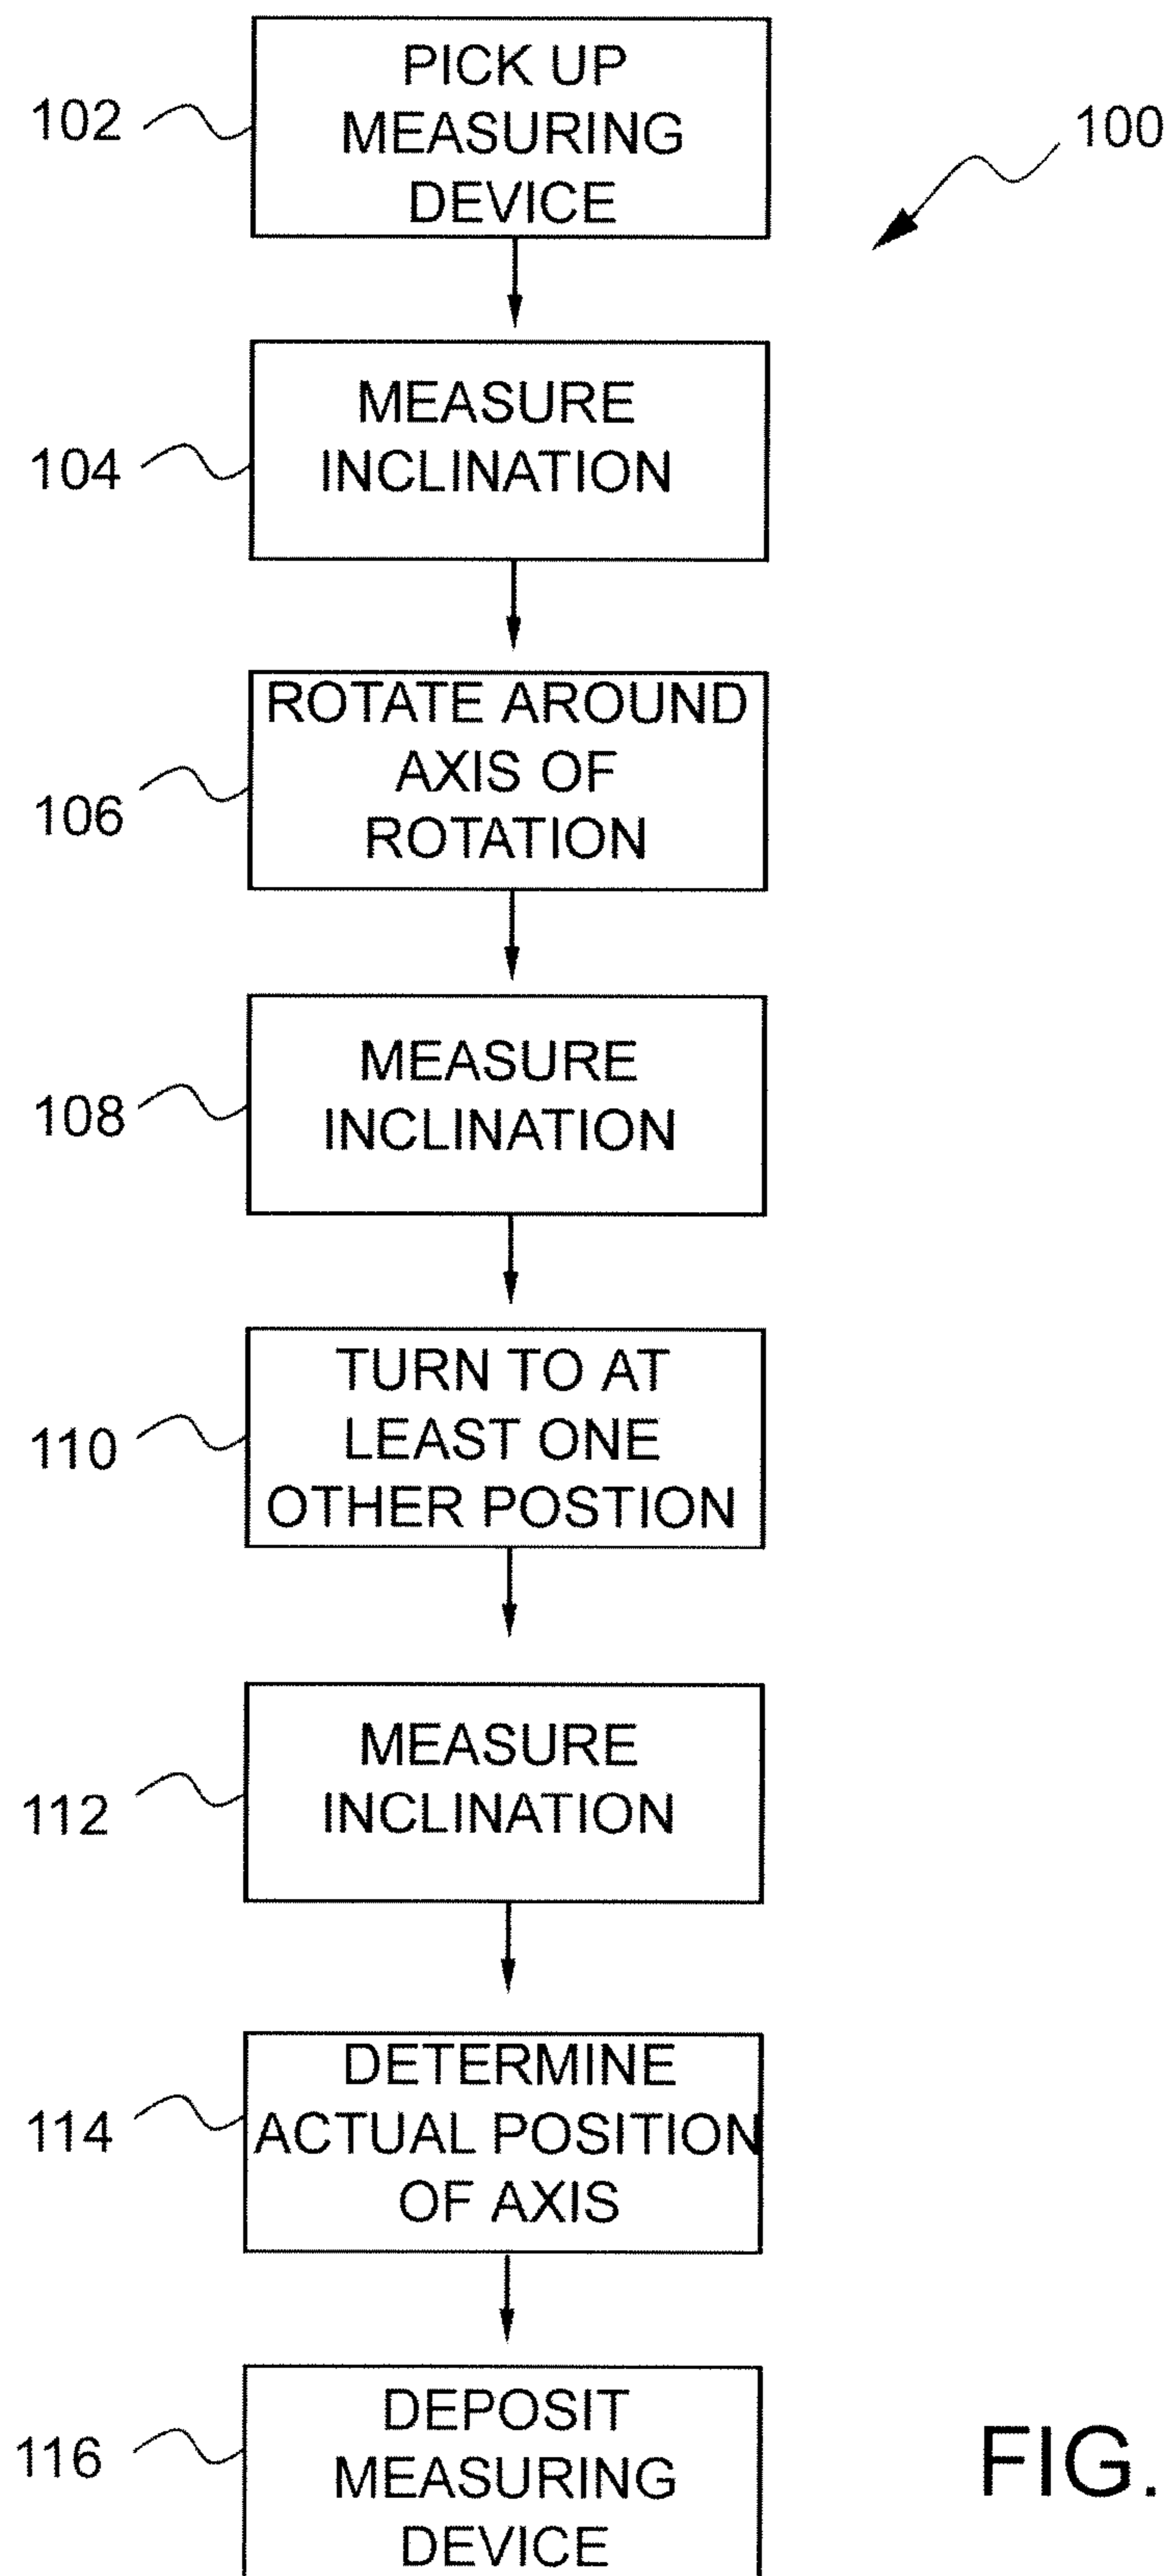 PICK UP
MEASURING
DEVICE
102
100
MEASURE
INCLINATION
104
ROTATE AROUND
AXIS OF
ROTATION
106
MEASURE
INCLINATION
108
TURN TO AT
LEAST ONE
OTHER POSTION
110
MEASURE
INCLINATION
112
DETERMINE
ACTUAL POSITION
OF AXIS
114
DEPOSIT
MEASURING
DEVICE
116
FIG.